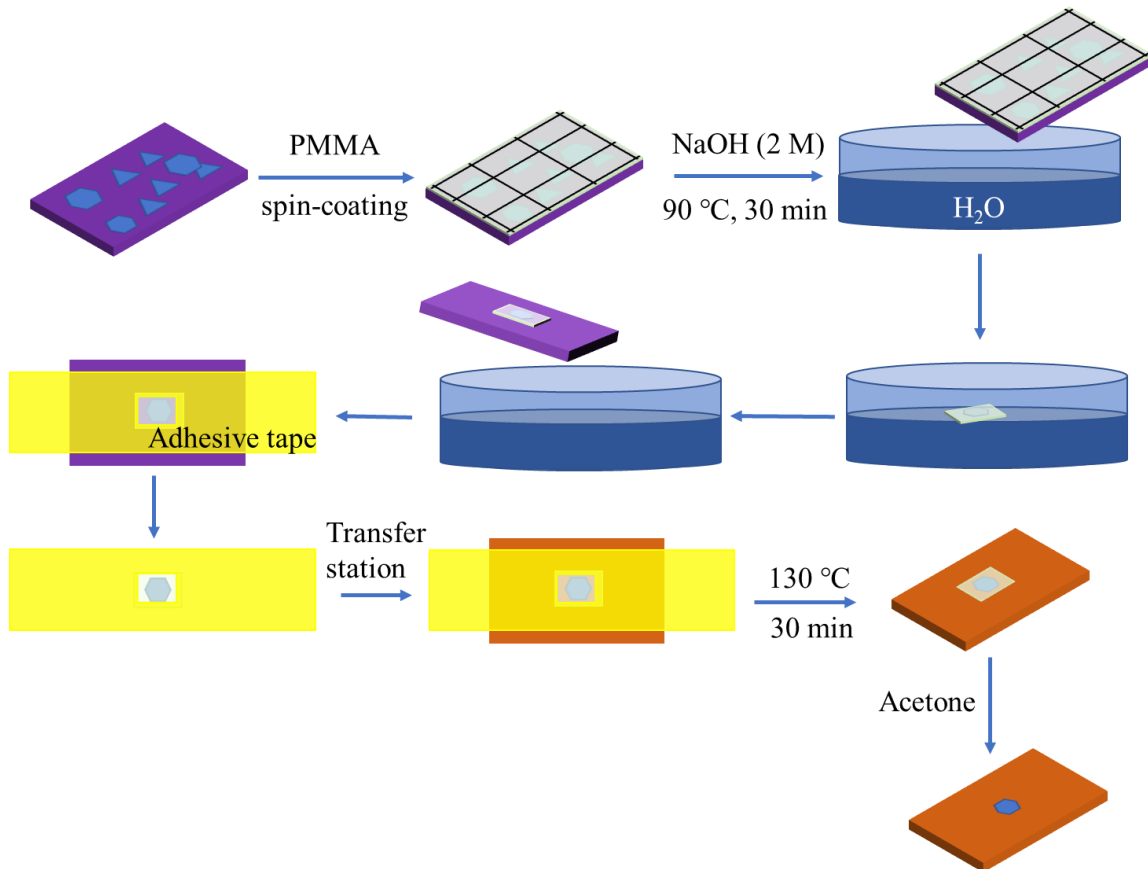 PMMA
spin-coating
NaOH (2 M)
90 ℃, 30 min
H₂O
Adhesive tape
Transfer
station
130 ℃
30 min
Acetone